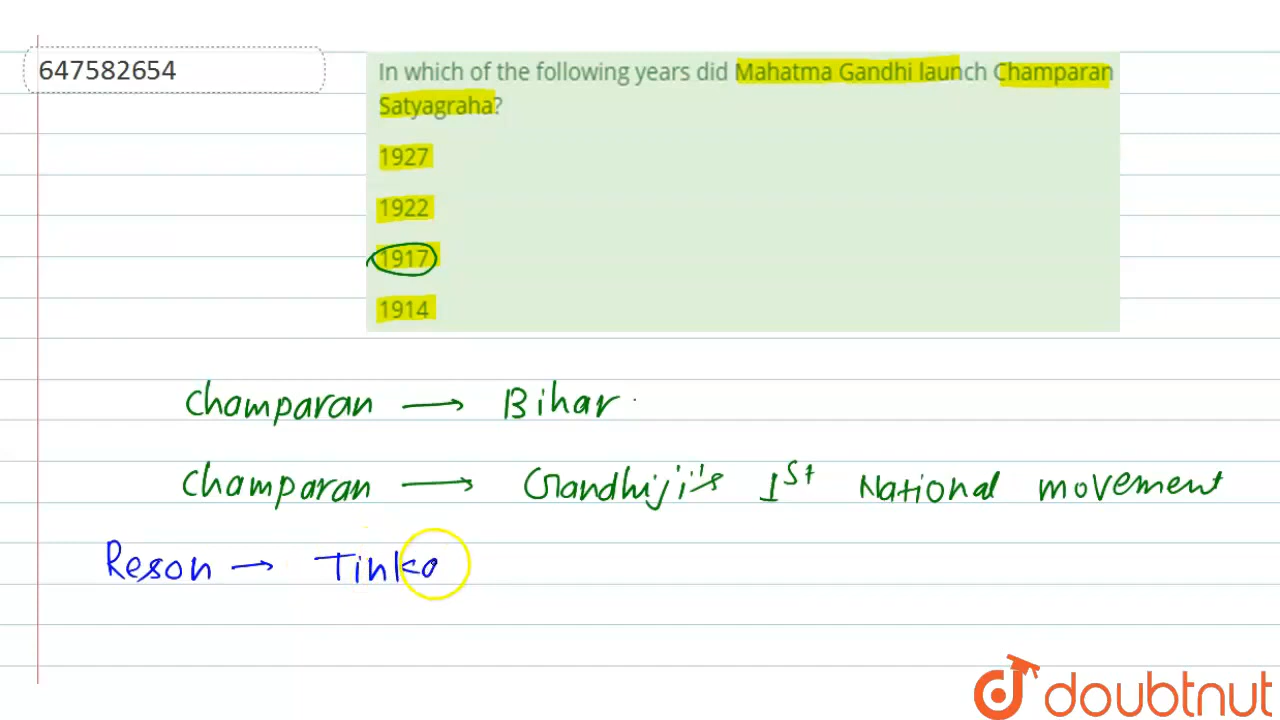 647582654
In which of the following years did Mahatma Gandhi launch Champaran
Satyagraha?
1927
1922
1917
1914
Champaran → Bihar
Champaran → Gandhiji's 1st National movement
Reson → Tinka
doubtnut